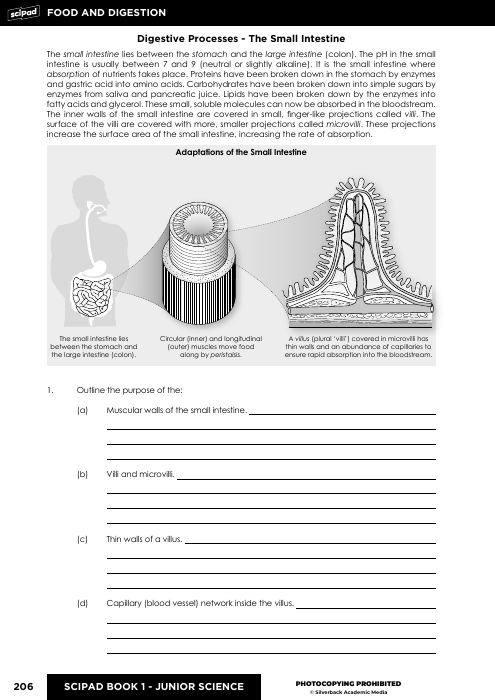 scipad FOOD AND DIGESTION
Digestive Processes - The Small Intestine
The small intestine lies between the stomach and the large intestine (colon). The pH in the small
intestine is usually between 7 and 9 (neutral or slightly alkaline). It is the small intestine where
absorption of nutrients takes place. Proteins have been broken down in the stomach by enzymes
and gastric acid into amino acids. Carbohydrates have been broken down into simple sugars by
enzymes from saliva and pancreatic juice. Lipids have been broken down by the enzymes into
fatty acids and glycerol. These small, soluble molecules can now be absorbed in the bloodstream.
The inner walls of the small intestine are covered in small, finger-like projections called villi. The
surface of the villi are covered with more, smaller projections called microvilli. These projections
increase the surface area of the small intestine, increasing the rate of absorption.
Adaptations of the Small Intestine
The small intestine lies
between the stomach and
the large intestine (colon).
Circular (inner) and longitudinal
(outer) muscles move food
along by peristalsis.
A villus (plural 'villi') covered in microvilli has
thin walls and an abundance of capillaries to
ensure rapid absorption into the bloodstream.
1. Outline the purpose of the:
(a) Muscular walls of the small intestine.
(b) Villi and microvilli.
(c) Thin walls of a villus.
(d) Capillary (blood vessel) network inside the villus.
206 SCIPAD BOOK 1 - JUNIOR SCIENCE
PHOTOCOPYING PROHIBITED
© Silverback Academic Media